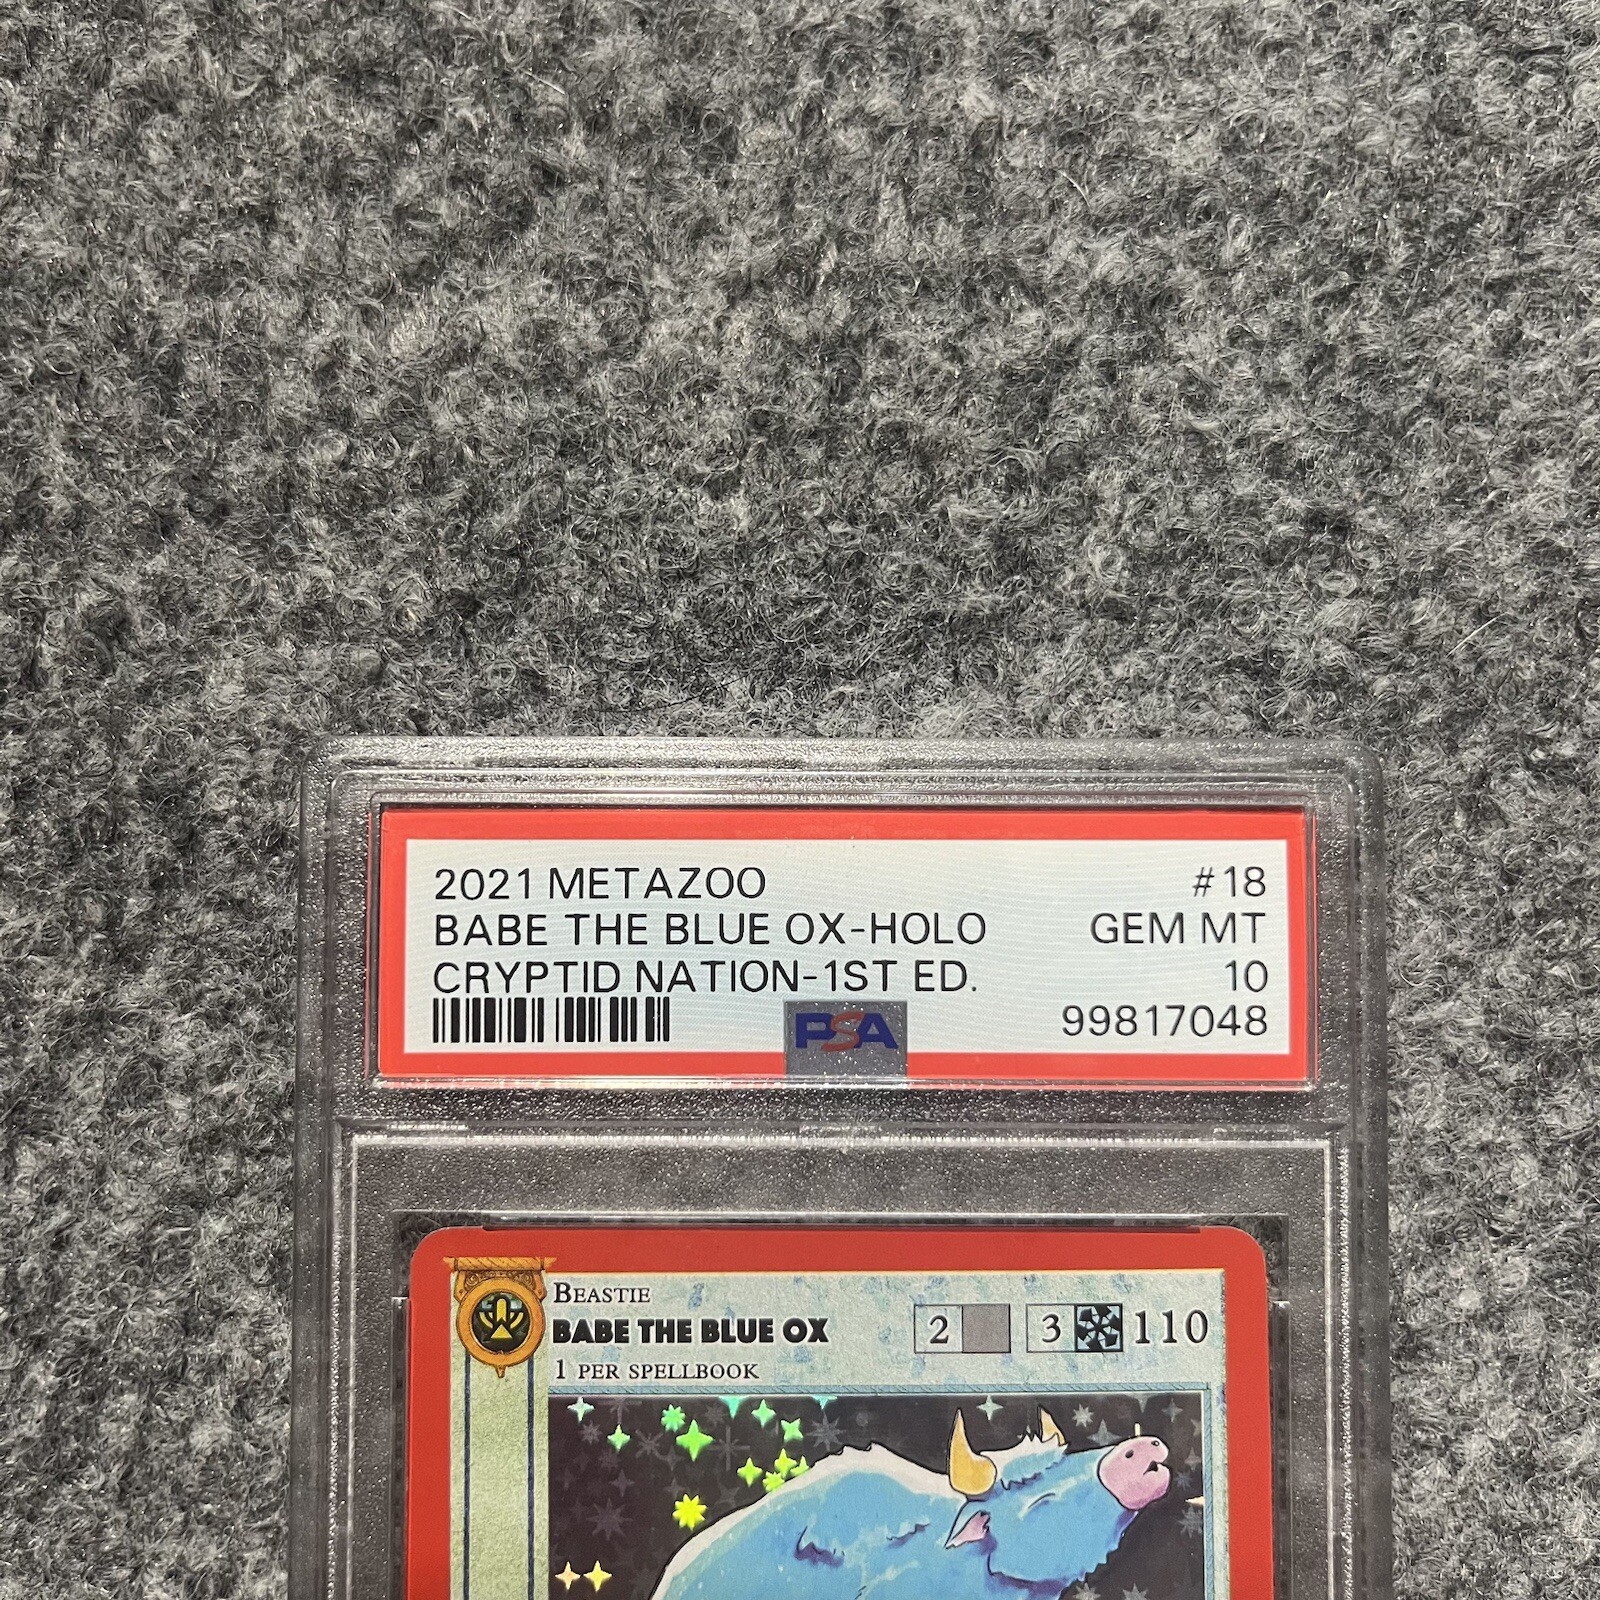 2021 METAZOO #18
BABE THE BLUE OX-HOLO GEM MT
CRYPTID NATION-1ST ED. 10
PSA 99817048
BEASTIE
BABE THE BLUE OX 2 3 110
1 PER SPELLBOOK